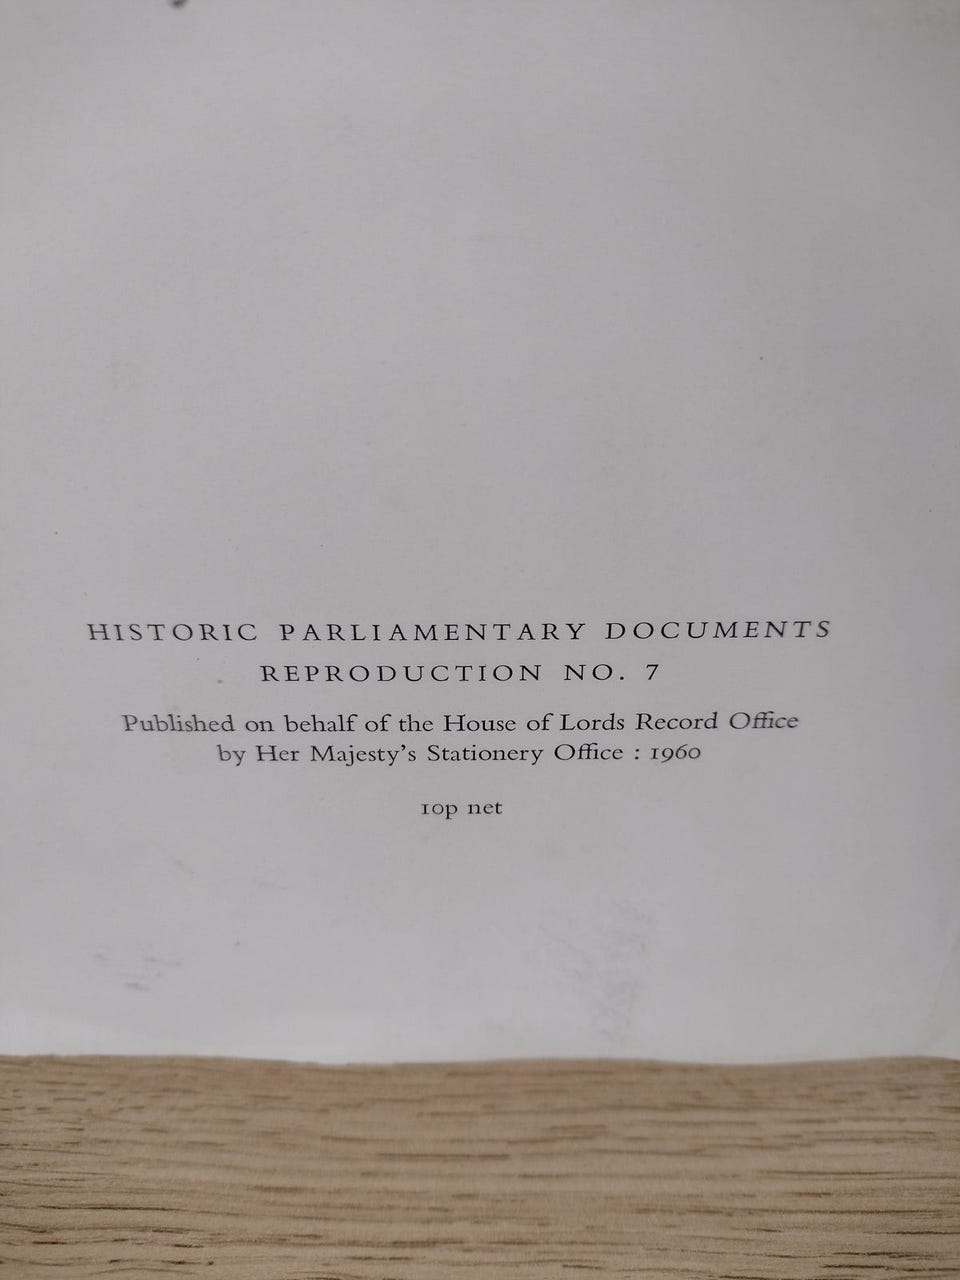 HISTORIC PARLIAMENTARY DOCUMENTS
REPRODUCTION NO. 7
Published on behalf of the House of Lords Record Office
by Her Majesty's Stationery Office : 1960
10p net